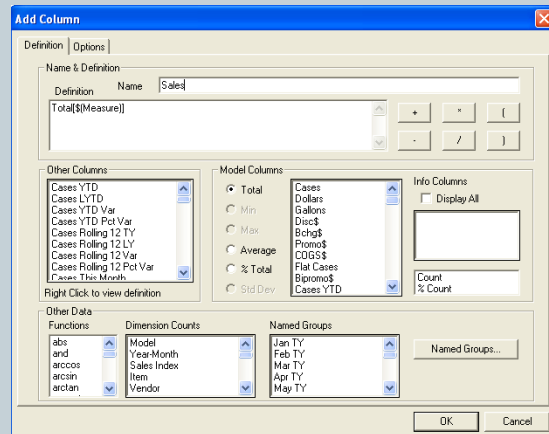 Add Column
Definition Options
Name & Definition
Name Sales
Definition
Total[$(Measure)]
+ * (
- / )
Other Columns
Cases YTD
Cases LYTD
Cases YTD Var
Cases YTD Pct Var
Cases Rolling 12 TY
Cases Rolling 12 LY
Cases Rolling 12 Var
Cases Rolling 12 Pct Var
Cases This Month
Right Click to view definition
Model Columns
Total
Min
Max
Average
% Total
Std Dev
Cases
Dollars
Gallons
Disc$
Bchg$
Promo$
COGS$
Flat Cases
Bipromo$
Cases YTD
Info Columns
Display All
Count
% Count
Other Data
Functions
abs
and
arccos
arcsin
arctan
Dimension Counts
Model
Year-Month
Sales Index
Item
Vendor
Named Groups
Jan TY
Feb TY
Mar TY
Apr TY
May TY
Named Groups...
OK Cancel